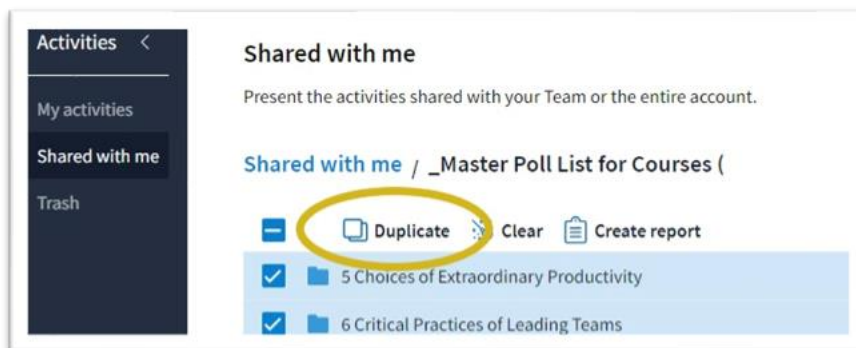 Activities <
My activities
Shared with me
Trash
Shared with me
Present the activities shared with your Team or the entire account.
Shared with me / _Master Poll List for Courses (
Duplicate Clear Create report
5 Choices of Extraordinary Productivity
6 Critical Practices of Leading Teams